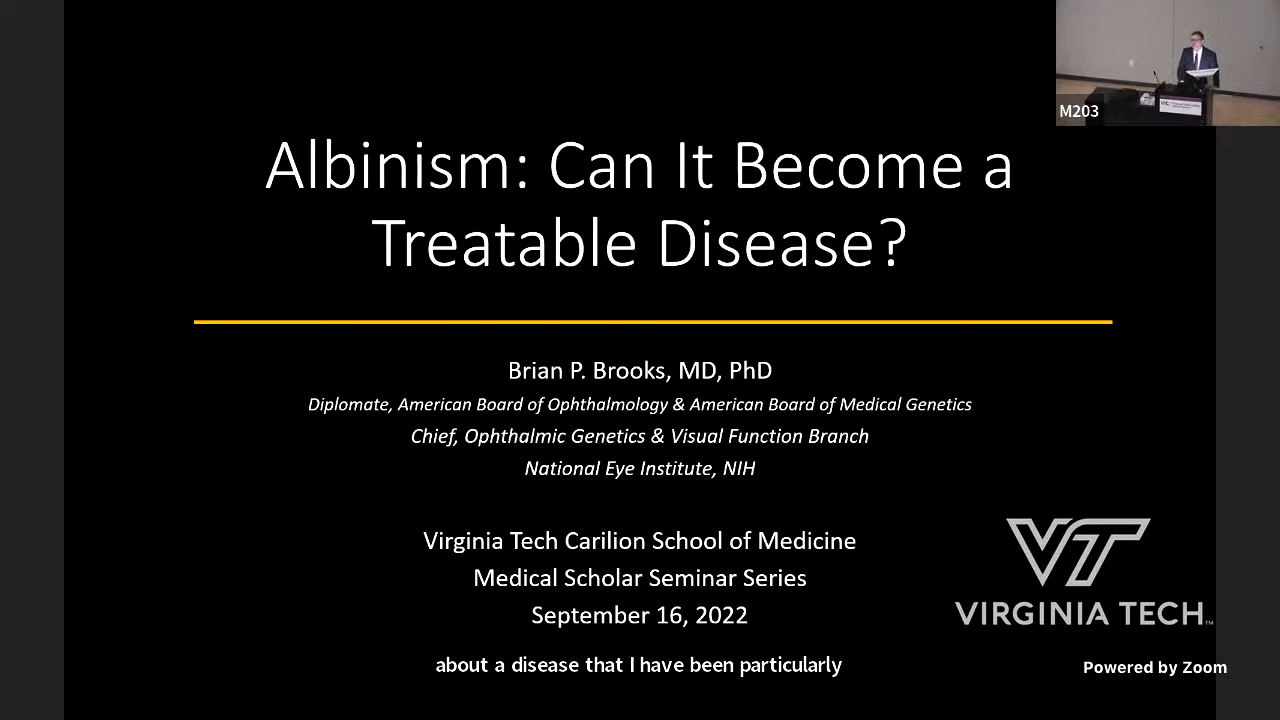 M203
Albinism: Can It Become a
Treatable Disease?
Brian P. Brooks, MD, PhD
Diplomate, American Board of Ophthalmology & American Board of Medical Genetics
Chief, Ophthalmic Genetics & Visual Function Branch
National Eye Institute, NIH
Virginia Tech Carilion School of Medicine
Medical Scholar Seminar Series
September 16, 2022
VT
VIRGINIA TECH™
about a disease that I have been particularly
Powered by Zoom